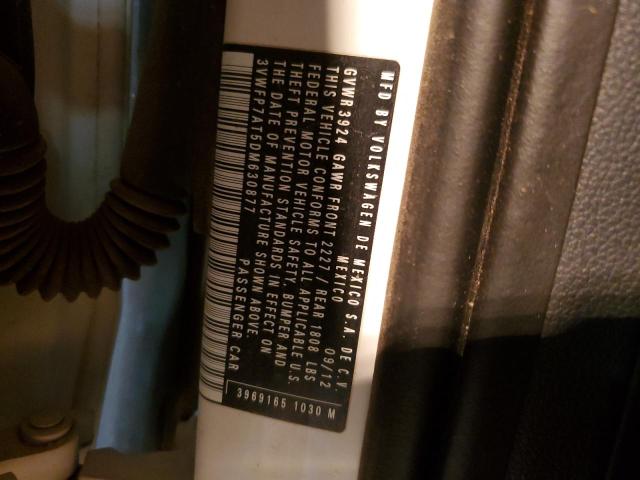 MFD BY VOLKSWAGEN DE MEXICO S.A. DE C.V.
MEXICO 09/12
GVWR 3924 GAWR FRONT 2227 / REAR 1808 LBS
THIS VEHICLE CONFORMS TO ALL APPLICABLE U.S.
FEDERAL MOTOR VEHICLE SAFETY, BUMPER AND
THEFT PREVENTION STANDARDS IN EFFECT ON
THE DATE OF MANUFACTURE SHOWN ABOVE.
3VWFP7AT5DM630877 PASSENGER CAR
3969165 1030 M